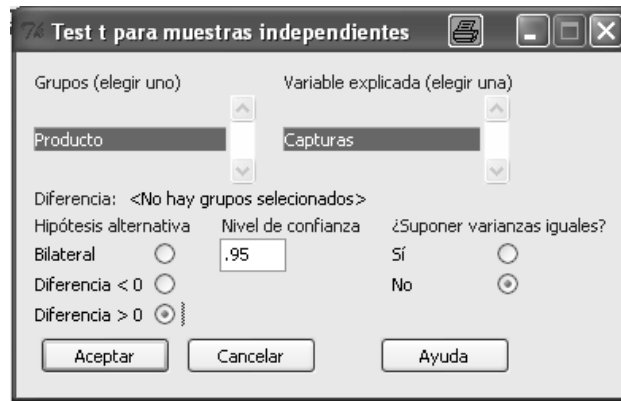 Test t para muestras independientes
Grupos (elegir uno) Variable explicada (elegir una)
Producto Capturas
Diferencia: <No hay grupos selecionados>
Hipótesis alternativa Nivel de confianza ¿Suponer varianzas iguales?
Bilateral .95 Sí
Diferencia < 0 No
Diferencia > 0
Aceptar Cancelar Ayuda